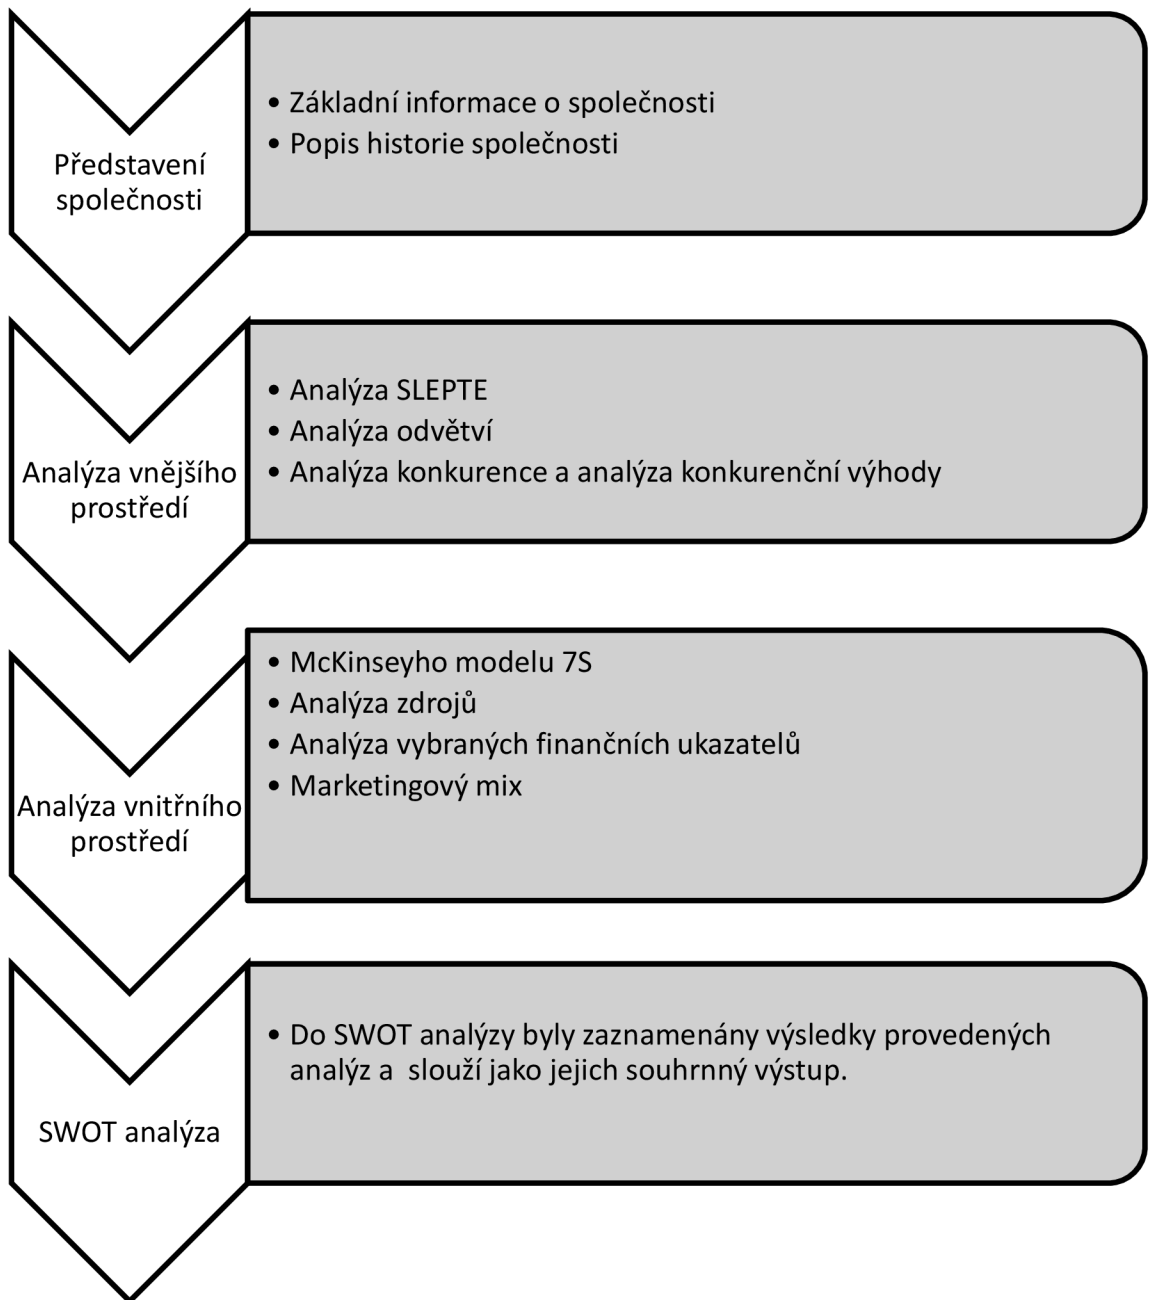 Představení
společnosti
• Základní informace o společnosti
• Popis historie společnosti
Analýza vnějšího
prostředí
• Analýza SLEPTE
• Analýza odvětví
• Analýza konkurence a analýza konkurenční výhody
Analýza vnitřního
prostředí
• McKinseyho modelu 7S
• Analýza zdrojů
• Analýza vybraných finančních ukazatelů
• Marketingový mix
SWOT analýza
• Do SWOT analýzy byly zaznamenány výsledky provedených
analýz a  slouží jako jejich souhrnný výstup.